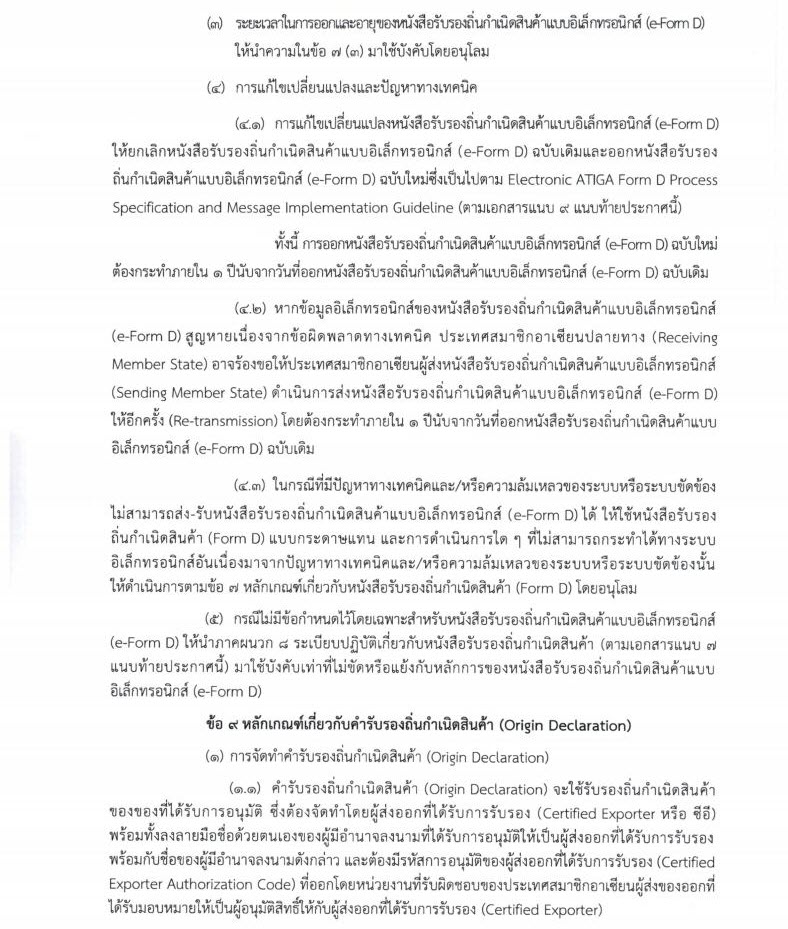 (๓) ระยะเวลาในการออกและอายุของหนังสือรับรองถิ่นกำเนิดสินค้าแบบอิเล็กทรอนิกส์ (e-Form D)
ให้นำความในข้อ ๗ (๓) มาใช้บังคับโดยอนุโลม
(๔) การแก้ไขเปลี่ยนแปลงและปัญหาทางเทคนิค
(๔.๑) การแก้ไขเปลี่ยนแปลงหนังสือรับรองถิ่นกำเนิดสินค้าแบบอิเล็กทรอนิกส์ (e-Form D)
ให้ยกเลิกหนังสือรับรองถิ่นกำเนิดสินค้าแบบอิเล็กทรอนิกส์ (e-Form D) ฉบับเดิมและออกหนังสือรับรอง
ถิ่นกำเนิดสินค้าแบบอิเล็กทรอนิกส์ (e-Form D) ฉบับใหม่ซึ่งเป็นไปตาม Electronic ATIGA Form D Process
Specification and Message Implementation Guideline (ตามเอกสารแนบ ๙ แนบท้ายประกาศนี้)
ทั้งนี้ การออกหนังสือรับรองถิ่นกำเนิดสินค้าแบบอิเล็กทรอนิกส์ (e-Form D) ฉบับใหม่
ต้องกระทำภายใน ๑ ปีนับจากวันที่ออกหนังสือรับรองถิ่นกำเนิดสินค้าแบบอิเล็กทรอนิกส์ (e-Form D) ฉบับเดิม
(๔.๒) หากข้อมูลอิเล็กทรอนิกส์ของหนังสือรับรองถิ่นกำเนิดสินค้าแบบอิเล็กทรอนิกส์
(e-Form D) สูญหายเนื่องจากข้อผิดพลาดทางเทคนิค ประเทศสมาชิกอาเซียนปลายทาง (Receiving
Member State) อาจร้องขอให้ประเทศสมาชิกอาเซียนผู้ส่งหนังสือรับรองถิ่นกำเนิดสินค้าแบบอิเล็กทรอนิกส์
(Sending Member State) ดำเนินการส่งหนังสือรับรองถิ่นกำเนิดสินค้าแบบอิเล็กทรอนิกส์ (e-Form D)
ให้อีกครั้ง (Re-transmission) โดยต้องกระทำภายใน ๑ ปีนับจากวันที่ออกหนังสือรับรองถิ่นกำเนิดสินค้าแบบ
อิเล็กทรอนิกส์ (e-Form D) ฉบับเดิม
(๔.๓) ในกรณีที่มีปัญหาทางเทคนิคและ/หรือความล้มเหลวของระบบหรือระบบขัดข้อง
ไม่สามารถส่ง-รับหนังสือรับรองถิ่นกำเนิดสินค้าแบบอิเล็กทรอนิกส์ (e-Form D) ได้ ให้ใช้หนังสือรับรอง
ถิ่นกำเนิดสินค้า (Form D) แบบกระดาษแทน และการดำเนินการใด ๆ ที่ไม่สามารถกระทำได้ทางระบบ
อิเล็กทรอนิกส์อันเนื่องมาจากปัญหาทางเทคนิคและ/หรือความล้มเหลวของระบบหรือระบบขัดข้องนั้น
ให้ดำเนินการตามข้อ ๗ หลักเกณฑ์เกี่ยวกับหนังสือรับรองถิ่นกำเนิดสินค้า (Form D) โดยอนุโลม
(๕) กรณีไม่มีข้อกำหนดไว้โดยเฉพาะสำหรับหนังสือรับรองถิ่นกำเนิดสินค้าแบบอิเล็กทรอนิกส์
(e-Form D) ให้นำภาคผนวก ๘ ระเบียบปฏิบัติเกี่ยวกับหนังสือรับรองถิ่นกำเนิดสินค้า (ตามเอกสารแนบ ๗
แนบท้ายประกาศนี้) มาใช้บังคับเท่าที่ไม่ขัดหรือแย้งกับหลักการของหนังสือรับรองถิ่นกำเนิดสินค้าแบบ
อิเล็กทรอนิกส์ (e-Form D)
ข้อ ๙ หลักเกณฑ์เกี่ยวกับคำรับรองถิ่นกำเนิดสินค้า (Origin Declaration)
(๑) การจัดทำคำรับรองถิ่นกำเนิดสินค้า (Origin Declaration)
(๑.๑) คำรับรองถิ่นกำเนิดสินค้า (Origin Declaration) จะใช้รับรองถิ่นกำเนิดสินค้า
ของของที่ได้รับการอนุมัติ ซึ่งต้องจัดทำโดยผู้ส่งออกที่ได้รับการรับรอง (Certified Exporter หรือ ซีอี)
พร้อมทั้งลงลายมือชื่อด้วยตนเองของผู้มีอำนาจลงนามที่ได้รับการอนุมัติให้เป็นผู้ส่งออกที่ได้รับการรับรอง
พร้อมกับชื่อของผู้มีอำนาจลงนามดังกล่าว และต้องมีรหัสการอนุมัติของผู้ส่งออกที่ได้รับการรับรอง (Certified
Exporter Authorization Code) ที่ออกโดยหน่วยงานที่รับผิดชอบของประเทศสมาชิกอาเซียนผู้ส่งของออกที่
ได้รับมอบหมายให้เป็นผู้อนุมัติสิทธิ์ให้กับผู้ส่งออกที่ได้รับการรับรอง (Certified Exporter)